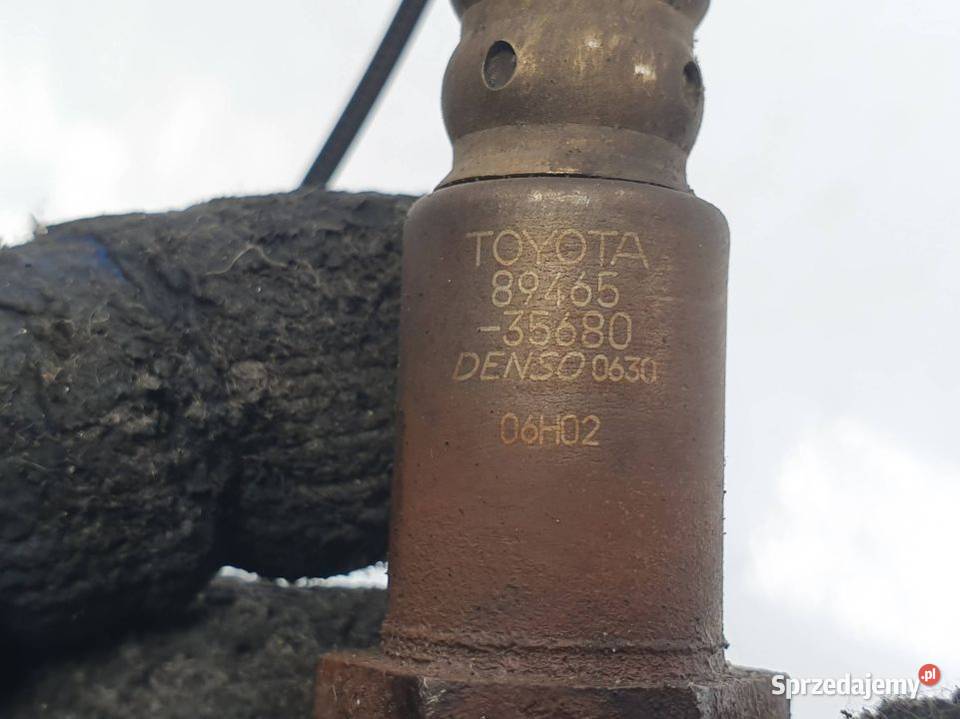 TOYOTA
89465
-35680
DENSO 0630
06H02
Sprzedajemy.pl